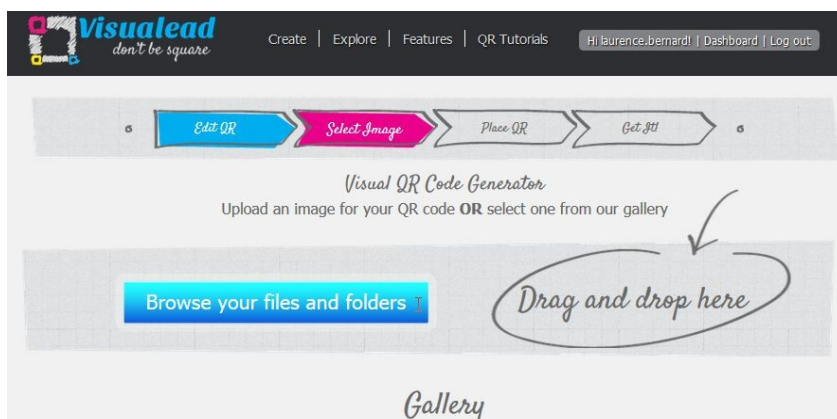 Visualead
don't be square
Create | Explore | Features | QR Tutorials
Hi laurence.bernard! | Dashboard | Log out
Edit QR
Select Image
Place QR
Get It!
Visual QR Code Generator
Upload an image for your QR code OR select one from our gallery
Browse your files and folders
Drag and drop here
Gallery